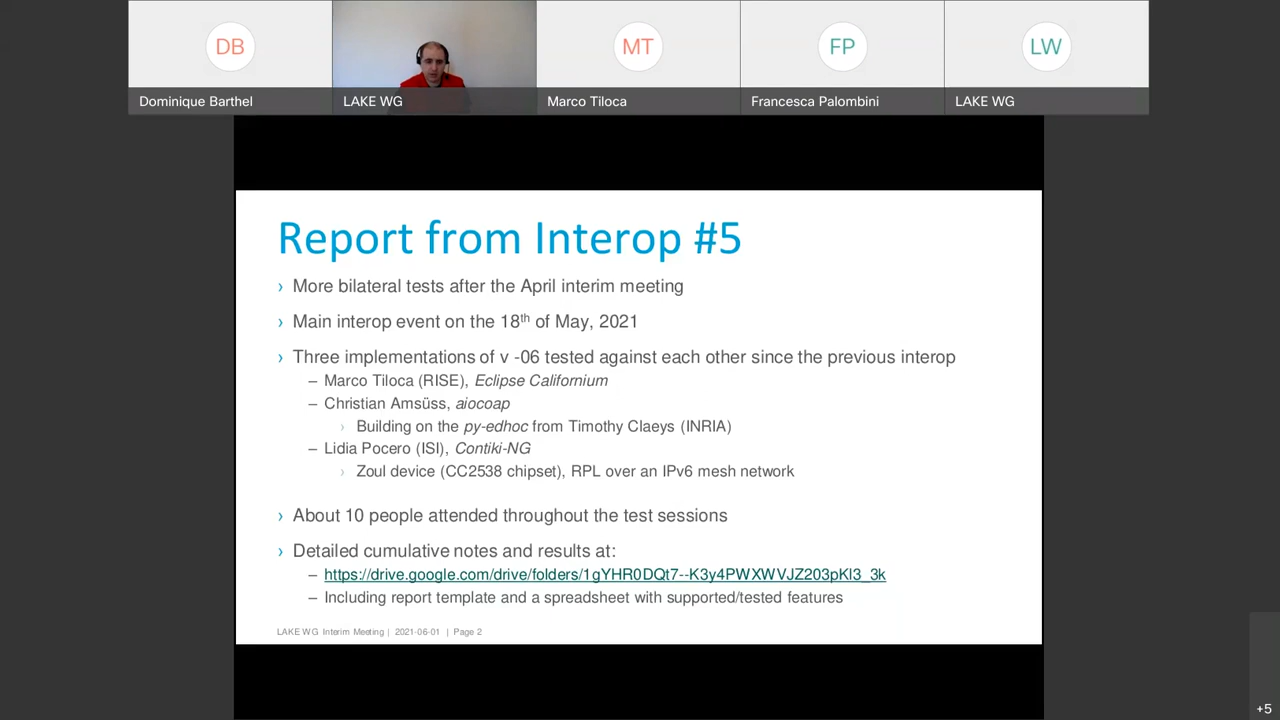 DB
MT
FP
LW
Dominique Barthel
LAKE WG
Marco Tiloca
Francesca Palombini
LAKE WG
Report from Interop #5
› More bilateral tests after the April interim meeting
› Main interop event on the 18th of May, 2021
› Three implementations of v -06 tested against each other since the previous interop
– Marco Tiloca (RISE), Eclipse Californium
– Christian Amsüss, aiocoap
› Building on the py-edhoc from Timothy Claeys (INRIA)
– Lidia Pocero (ISI), Contiki-NG
› Zoul device (CC2538 chipset), RPL over an IPv6 mesh network
› About 10 people attended throughout the test sessions
› Detailed cumulative notes and results at:
– https://drive.google.com/drive/folders/1gYHR0DQt7--K3y4PWXWVJZ203pKl3_3k
– Including report template and a spreadsheet with supported/tested features
LAKE WG Interim Meeting | 2021-06-01 | Page 2
+5